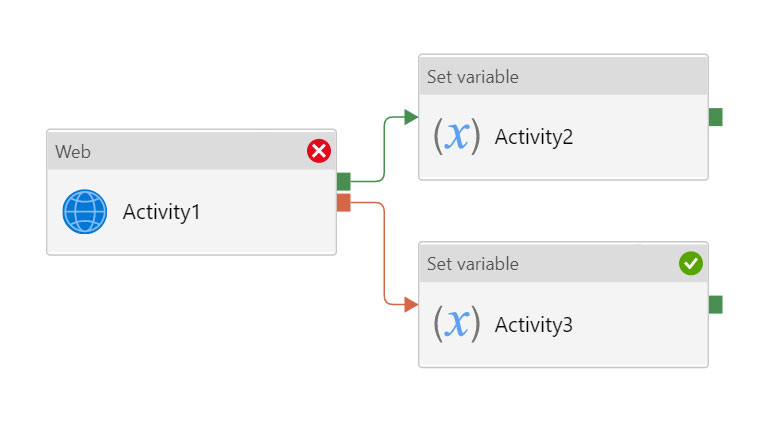 Web
Activity1
Set variable
(x) Activity2
Set variable
(x) Activity3